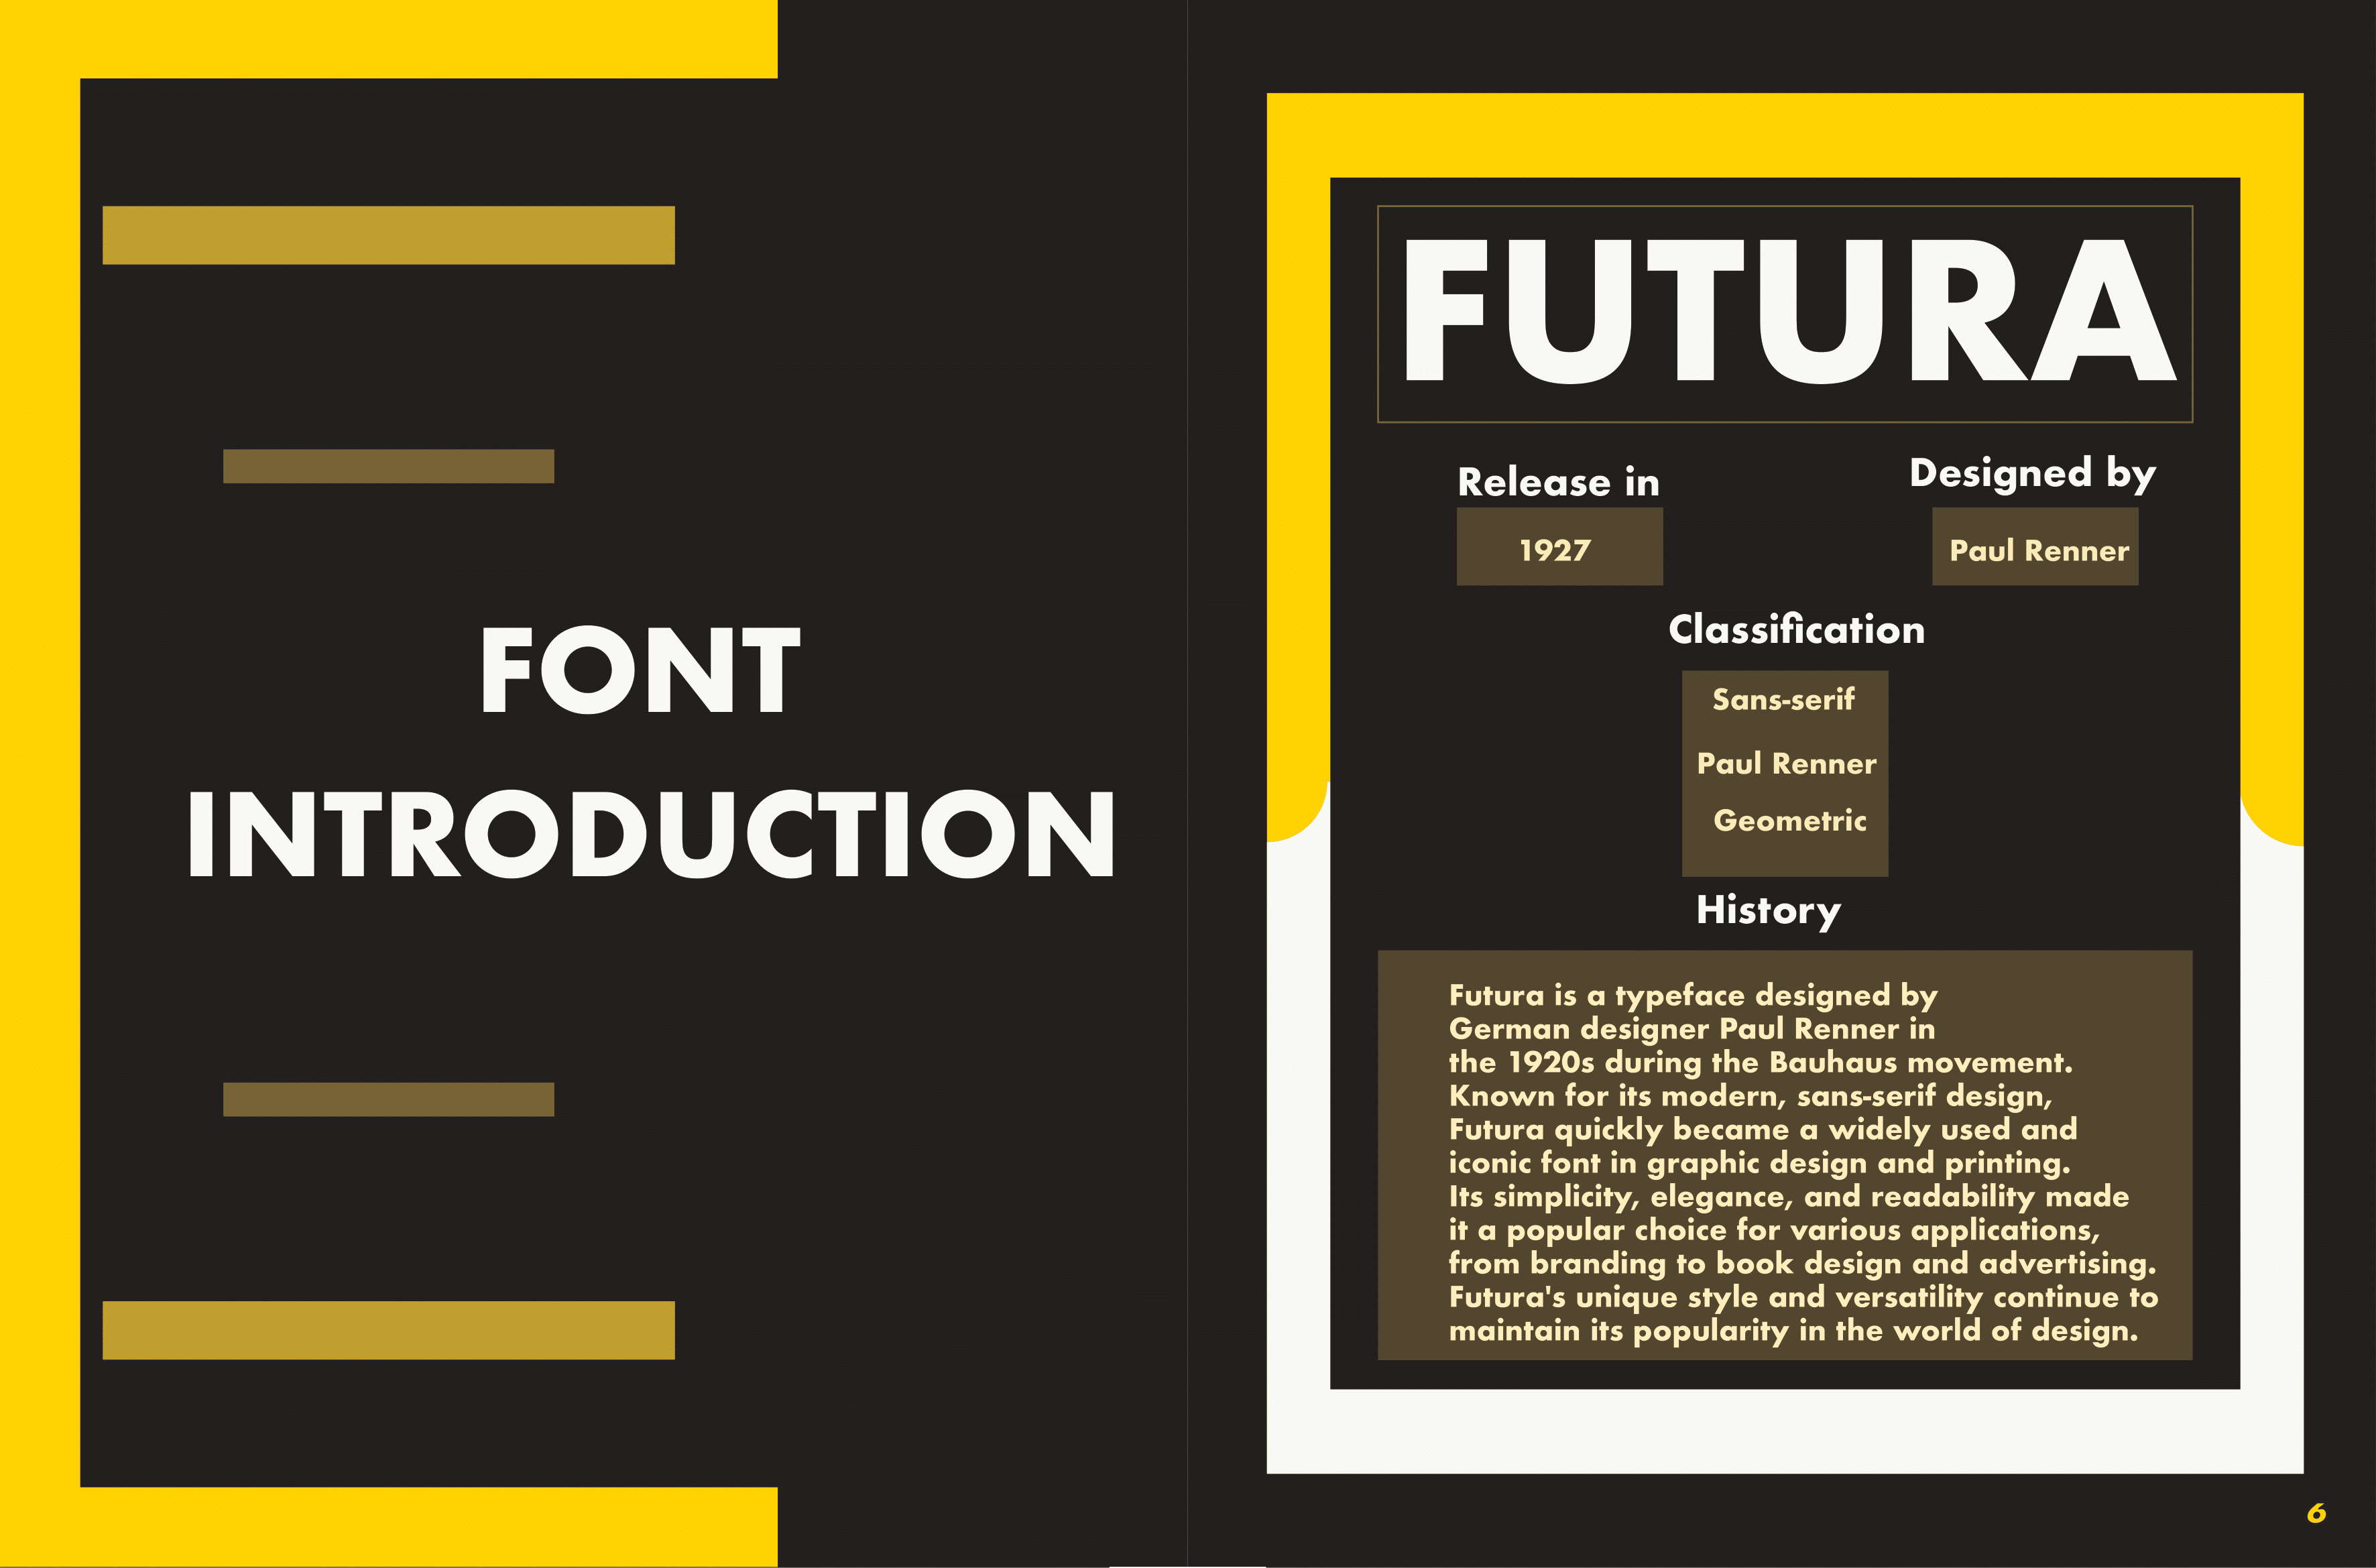 FONT
INTRODUCTION
FUTURA
Release in
1927
Designed by
Paul Renner
Classification
Sans-serif
Paul Renner
Geometric
History
Futura is a typeface designed by
German designer Paul Renner in
the 1920s during the Bauhaus movement.
Known for its modern, sans-serif design,
Futura quickly became a widely used and
iconic font in graphic design and printing.
Its simplicity, elegance, and readability made
it a popular choice for various applications,
from branding to book design and advertising.
Futura's unique style and versatility continue to
maintain its popularity in the world of design.
6